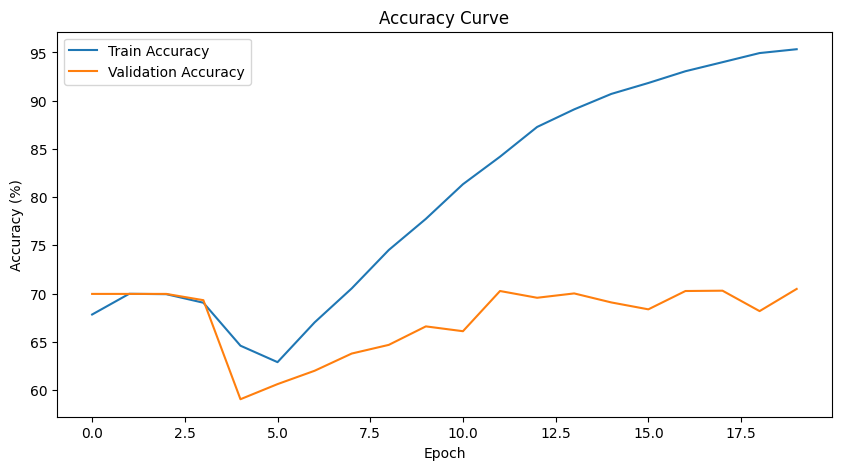 Accuracy Curve
Train Accuracy
Validation Accuracy
Accuracy (%)
95
90
85
80
75
70
65
60
0.0 2.5 5.0 7.5 10.0 12.5 15.0 17.5
Epoch